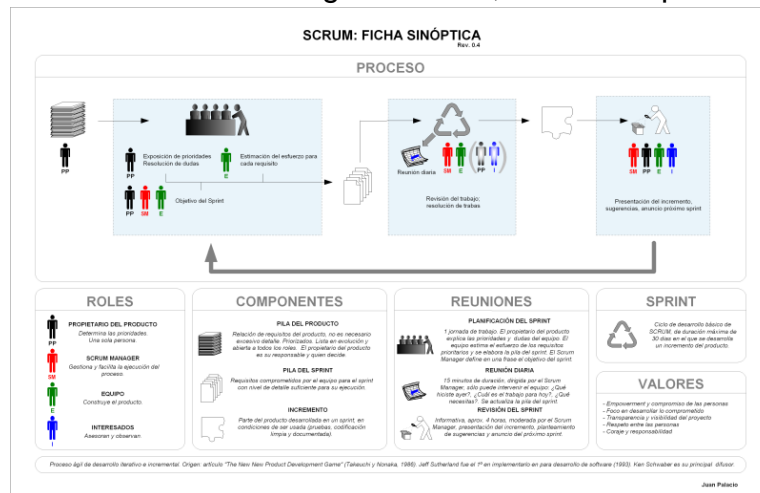 SCRUM: FICHA SINÓPTICA
Rev. 0.4
PROCESO
PP
Exposición de prioridades
Resolución de dudas
PP
Estimación del esfuerzo para
cada requisito
E
Objetivo del Sprint
PP SM E
Reunión diaria
SM E PP I
Revisión del trabajo;
resolución de trabas
SM PP E I
Presentación del incremento,
sugerencias, anuncio próximo sprint
ROLES
PROPIETARIO DEL PRODUCTO
Determina las prioridades.
Una sola persona.
PP
SCRUM MANAGER
Gestiona y facilita la ejecución del
proceso.
SM
EQUIPO
Construye el producto.
E
INTERESADOS
Asesoran y observan
I
COMPONENTES
PILA DEL PRODUCTO
Relación de requisitos del producto, no es necesario
excesivo detalle. Priorizados. Lista en evolución y
abierta a todos los roles. El propietario del producto
es su responsable y quien decide.
PILA DEL SPRINT
Requisitos comprometidos por el equipo para el sprint
con nivel de detalle suficiente para su ejecución.
INCREMENTO
Parte del producto desarrollada en un sprint, en
condiciones de ser usada (pruebas, codificación
limpia y documentada).
REUNIONES
PLANIFICACIÓN DEL SPRINT
1 jornada de trabajo. El propietario del producto
explica las prioridades y dudas del equipo. El
equipo estima el esfuerzo de los requisitos
prioritarios y se elabora la pila del sprint. El Scrum
Manager define en una frase el objetivo del sprint.
REUNIÓN DIARIA
15 minutos de duración, dirigida por el Scrum
Manager, sólo puede intervenir el equipo: ¿Qué
hiciste ayer?, ¿Cuál es el trabajo para hoy?, ¿Qué
necesitas?. Se actualiza la pila del sprint.
REVISIÓN DEL SPRINT
Informativa, aprox. 4 horas, moderada por el Scrum
Manager, presentación del incremento, planteamiento
de sugerencias y anuncio del próximo sprint.
SPRINT
Ciclo de desarrollo básico de
SCRUM, de duración máxima de
30 días en el que se desarrolla
un incremento del producto.
VALORES
- Empowerment y compromiso de las personas
- Foco en desarrollar lo comprometido
- Transparencia y visibilidad del proyecto
- Respeto entre las personas
- Coraje y responsabilidad
Proceso ágil de desarrollo iterativo e incremental. Origen: artículo "The New New Product Development Game" (Takeuchi y Nonaka, 1986). Jeff Sutherland fue el 1º en implementarlo en para desarrollo de software (1993). Ken Schwaber es su principal difusor.
Juan Palacio